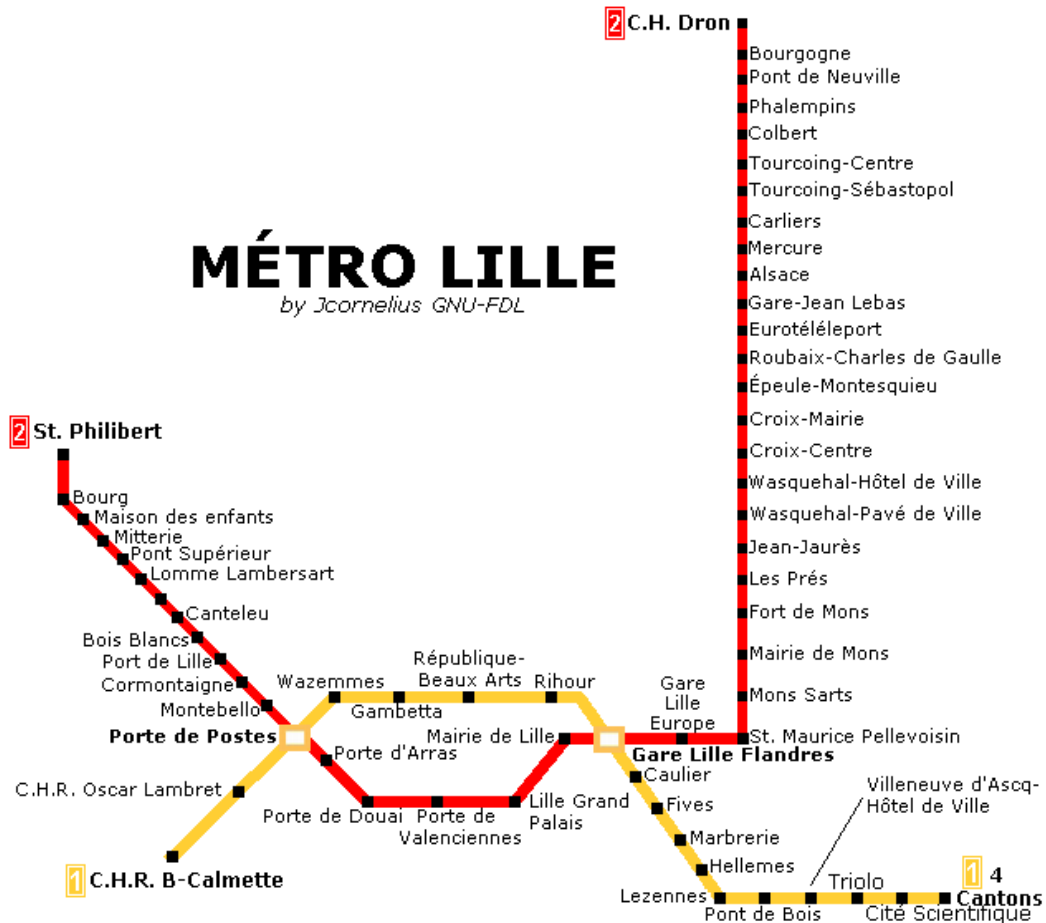 2 C.H. Dron
Bourgogne
Pont de Neuville
Phalempins
Colbert
Tourcoing-Centre
Tourcoing-Sébastopol
Carliers
Mercure
Alsace
Gare-Jean Lebas
Eurotéléleport
Roubaix-Charles de Gaulle
Épeule-Montesquieu
Croix-Mairie
Croix-Centre
Wasquehal-Hôtel de Ville
Wasquehal-Pavé de Ville
Jean-Jaurès
Les Prés
Fort de Mons
Mairie de Mons
Mons Sarts
St. Maurice Pellevoisin
MÉTRO LILLE
by Jcornelius GNU-FDL
2 St. Philibert
Bourg
Maison des enfants
Mitterie
Pont Supérieur
Lomme Lambersart
Canteleu
Bois Blancs
Port de Lille
Cormontaigne
Montebello
Porte de Postes
Wazemmes
Gambetta
République-
Beaux Arts
Rihour
Mairie de Lille
Gare
Lille
Europe
Gare Lille Flandres
Porte d'Arras
Porte de Douai
Porte de
Valenciennes
Lille Grand
Palais
C.H.R. Oscar Lambret
1 C.H.R. B-Calmette
Caulier
Fives
Marbrerie
Hellemes
Lezennes
Pont de Bois
Villeneuve d'Ascq-
Hôtel de Ville
Triolo
Cité Scientifique
1 4
Cantons